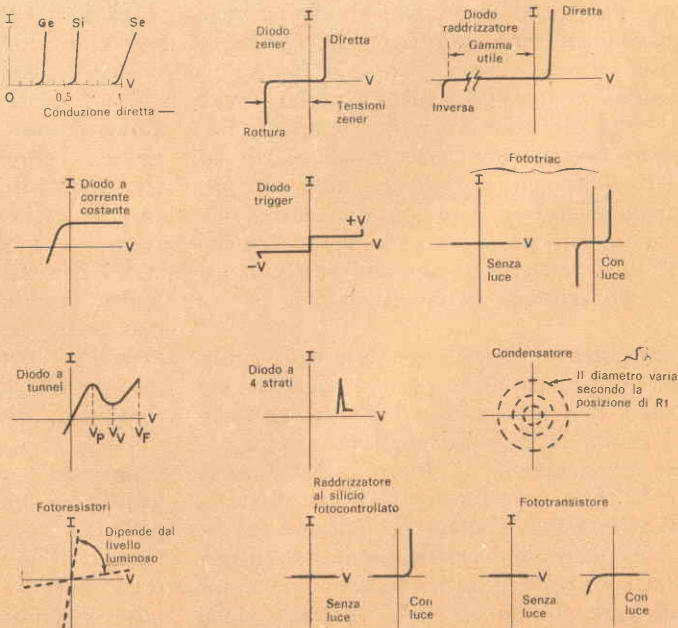 I
Ge Si Se
V
O 0,5 1
Conduzione diretta
Diodo
zener
I
Diretta
V
Tensioni
zener
Rottura
Diodo
raddrizzatore
I
Diretta
Gamma
utile
V
Inversa
I
Diodo a
corrente
costante
V
Diodo
trigger
I
+V
V
-V
Fototriac
I
V
Senza
luce
Con
luce
Diodo a
tunnel
I
V
VP VV VF
Diodo a
4 strati
I
V
Condensatore
Il diametro varia
secondo la
posizione di R1
Fotoresistori
I
Dipende dal
livello
luminoso
V
Raddrizzatore
al silicio
fotocontrollato
I
V
Senza
luce
Con
luce
Fototransistore
I
V
Senza
luce
Con
luce